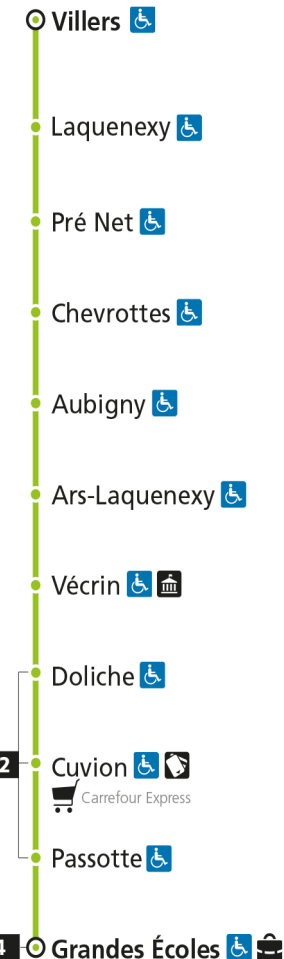 Villers
Laquenexy
Pré Net
Chevrottes
Aubigny
Ars-Laquenexy
Vécrin
Doliche
2 Cuvion
Carrefour Express
Passotte
4 Grandes Écoles